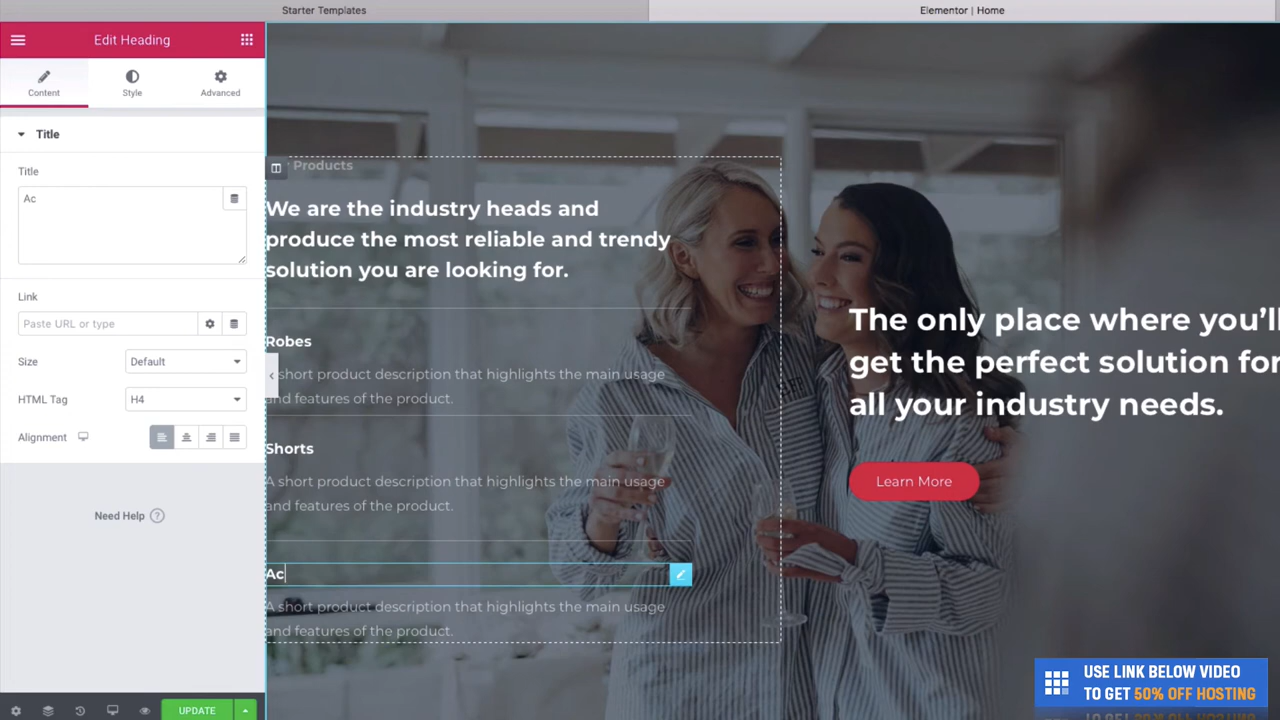 Starter Templates
Elementor | Home
Edit Heading
Content
Style
Advanced
Title
Title
Ac
Link
Paste URL or type
Size
Default
HTML Tag
H4
Alignment
Need Help ?
UPDATE
Products
We are the industry heads and
produce the most reliable and trendy
solution you are looking for.
Robes
short product description that highlights the main usage
and features of the product.
Shorts
A short product description that highlights the main usage
and features of the product.
Ac
A short product description that highlights the main usage
and features of the product.
The only place where you'll
get the perfect solution for
all your industry needs.
Learn More
USE LINK BELOW VIDEO
TO GET 50% OFF HOSTING